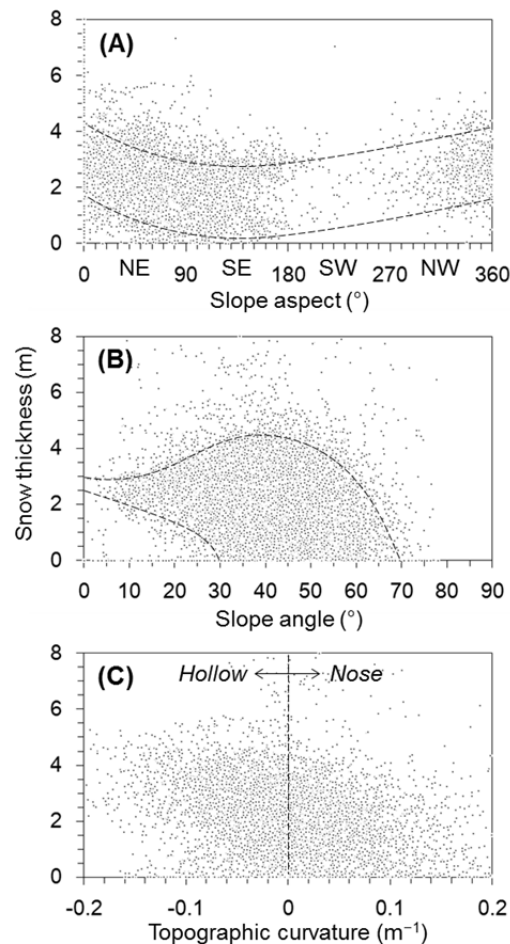 8
(A)
6
4
2
0
0 NE 90 SE 180 SW 270 NW 360
Slope aspect (°)
Snow thickness (m)
8
(B)
6
4
2
0
0 10 20 30 40 50 60 70 80 90
Slope angle (°)
8
(C) Hollow Nose
6
4
2
0
-0.2 -0.1 0 0.1 0.2
Topographic curvature (m⁻¹)